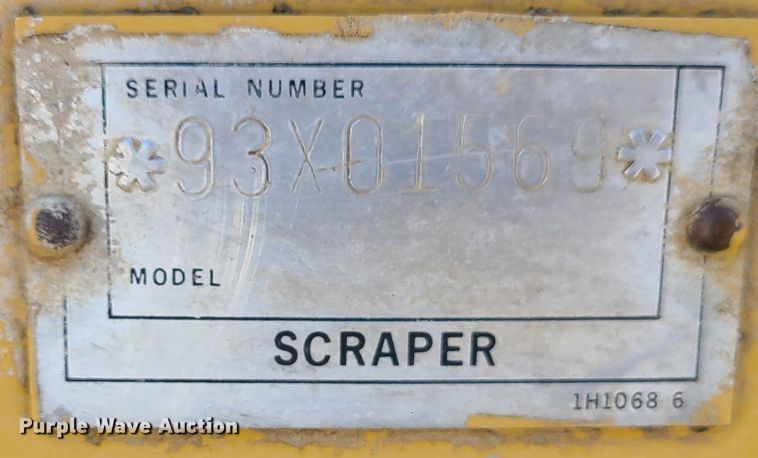 SERIAL NUMBER
*93X01569*
MODEL
SCRAPER
1H1068 6
Purple Wave Auction